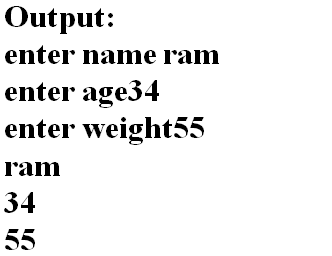 Output:
enter name ram
enter age34
enter weight55
ram
34
55